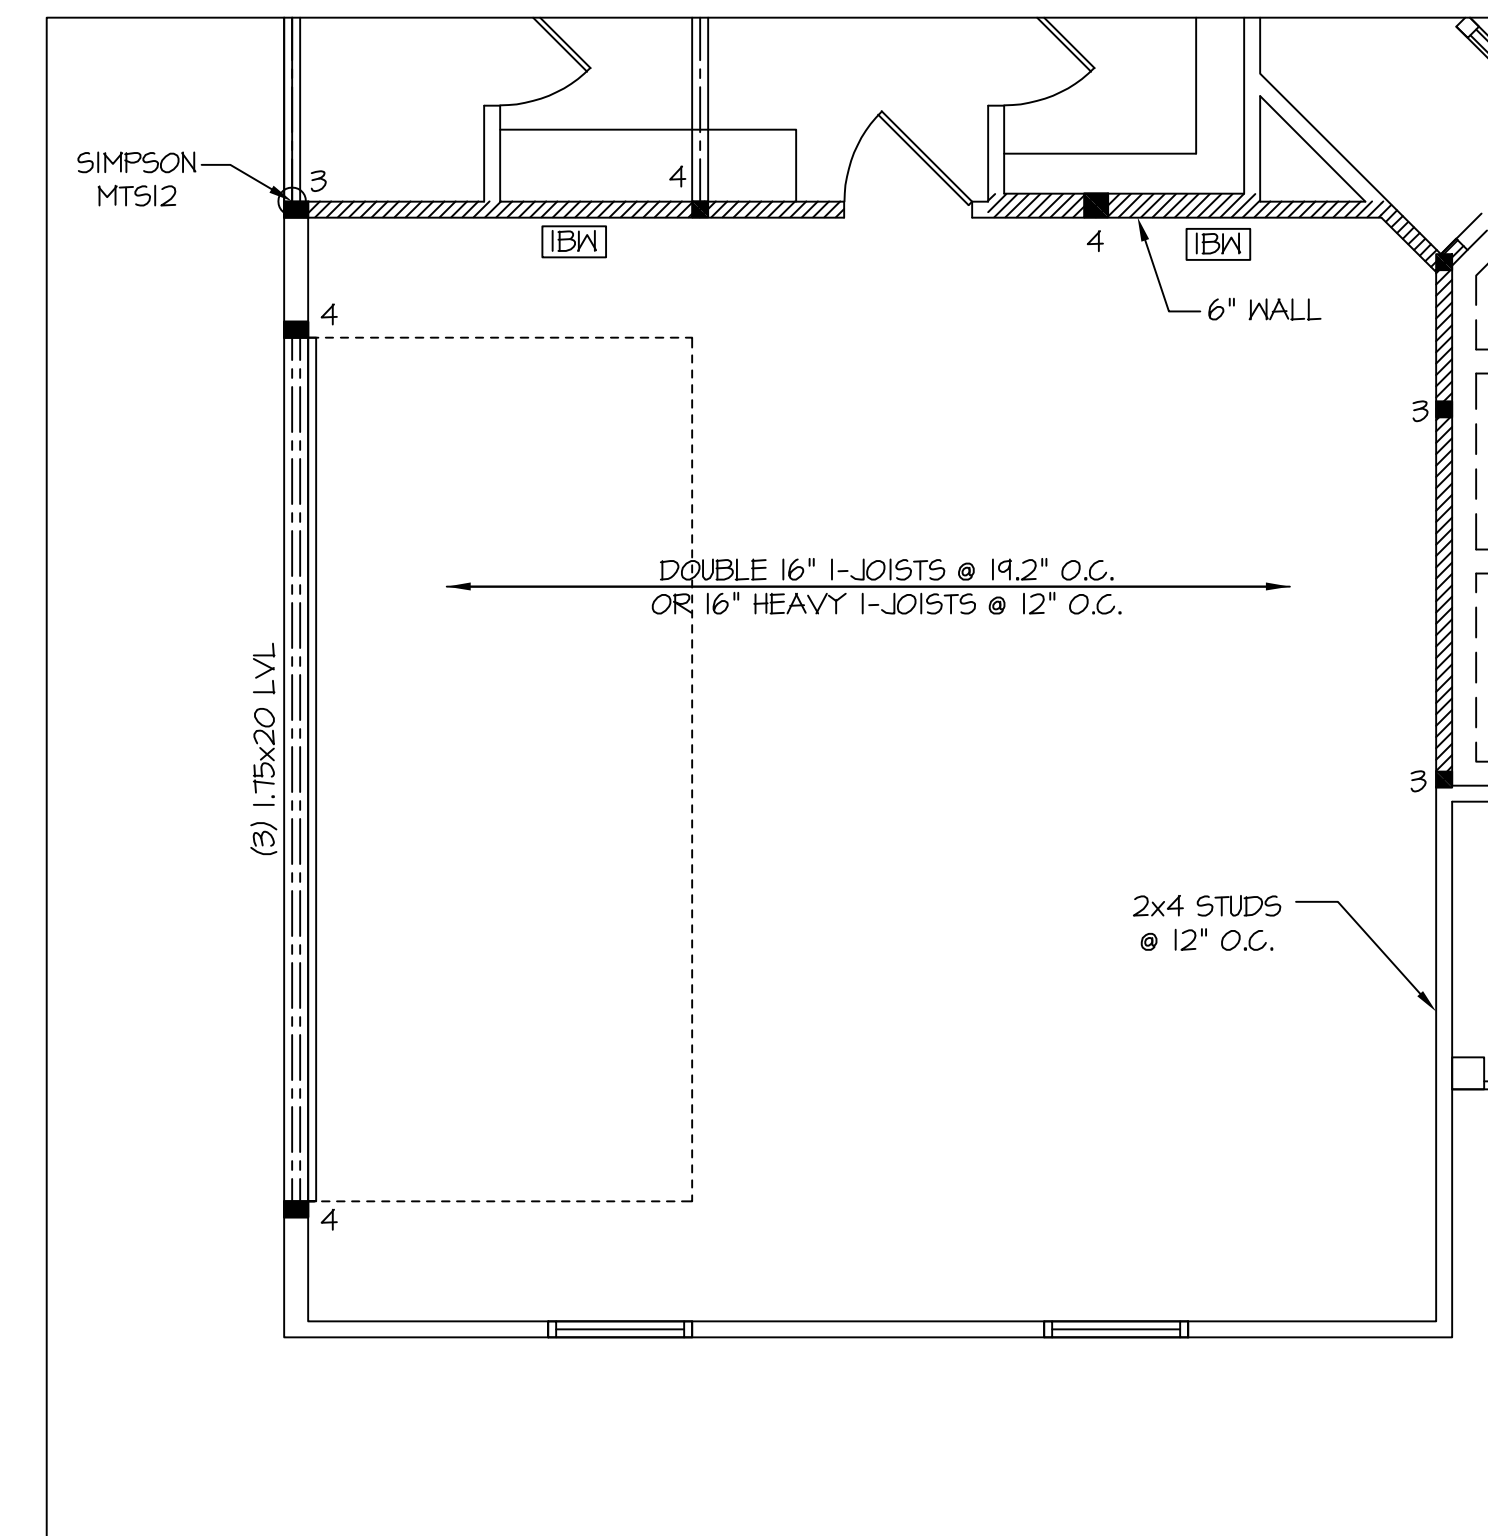 SIMPSON
MTS12
3
4
IBW
4
IBW
6" WALL
4
3
DOUBLE 16" I-JOISTS @ 19.2" O.C.
OR 16" HEAVY I-JOISTS @ 12" O.C.
(3) 1.75x20 LVL
3
2x4 STUDS
@ 12" O.C.
4